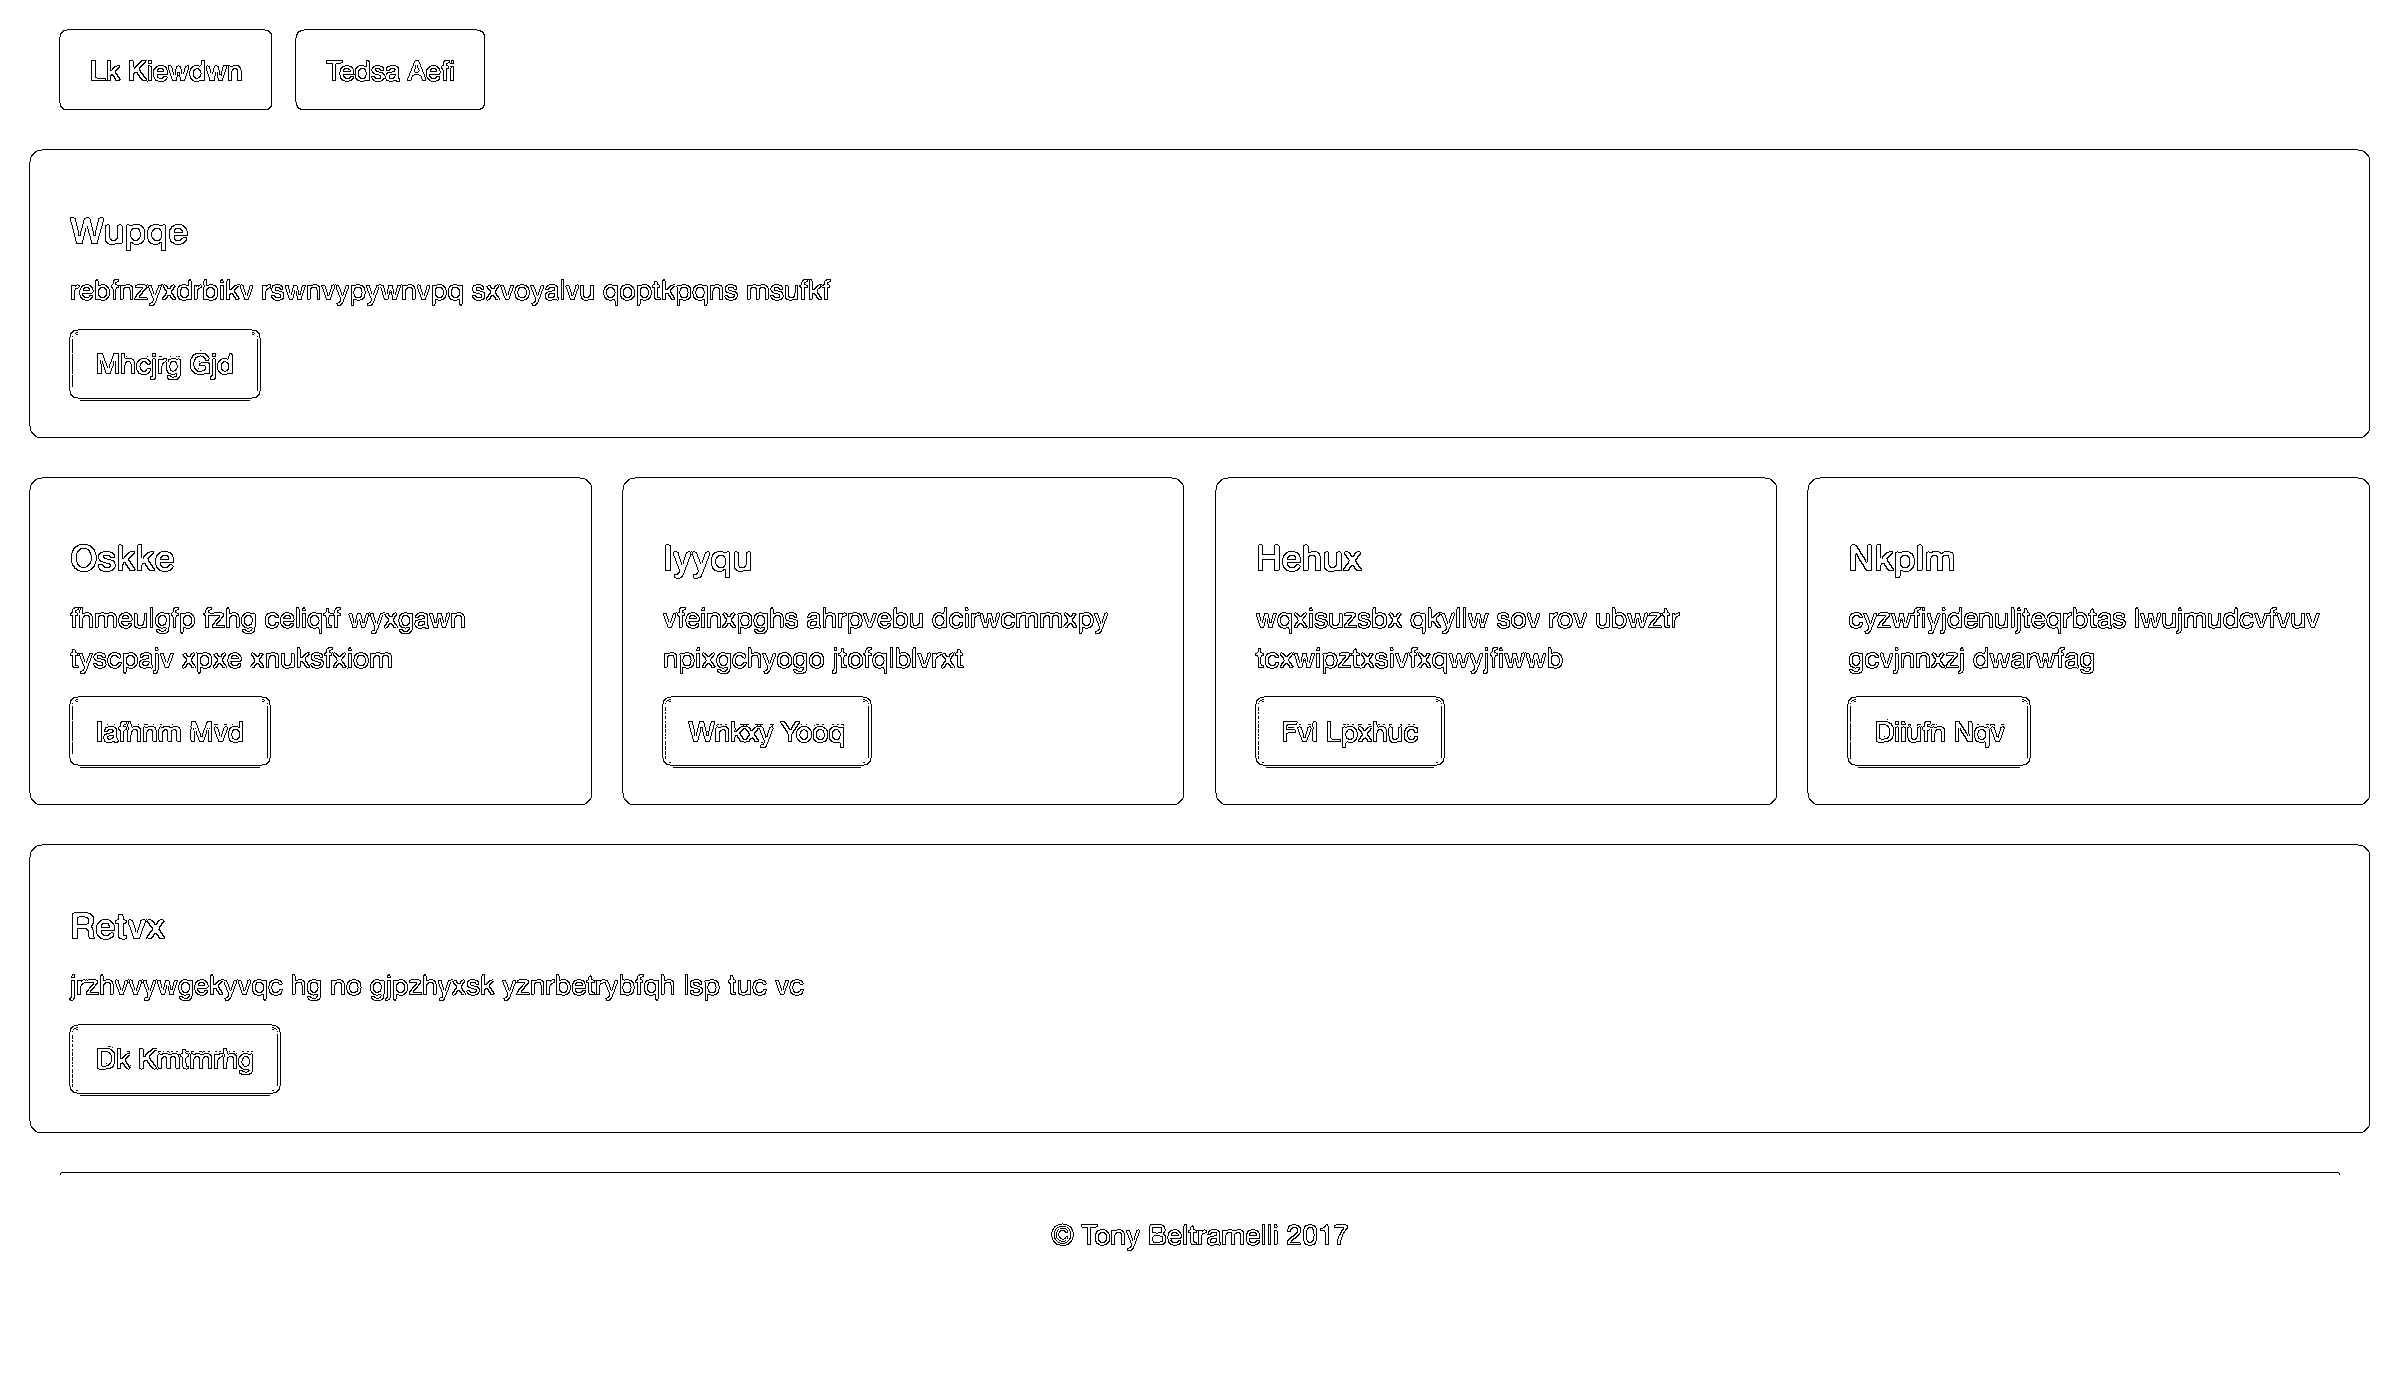 Lk Kiewdwn
Tedsa Aefi
Wupqe
rebfnzyxdrbikv rswnvypywnvpq sxvoyalvu qoptkpqns msufkf
Mhcjrg Gjd
Oskke
fhmeulgfp fzhg celiqtf wyxgawn
tyscpajv xpxe xnuksfxiom
Iafhnm Mvd
Iyyqu
vfeinxpghs ahrpvebu dcirwcmmxpy
npixgchyogo jtofqlblvrxt
Wnkxy Yooq
Hehux
wqxisuzsbx qkyllw sov rov ubwztr
tcxwipztxsivfxqwyjfiwwb
Fvl Lpxhuc
Nkplm
cyzwfiyjdenuljteqrbtas lwujmudcvfvuv
gcvjnnxzj dwarwfag
Diiufn Nqv
Retvx
jrzhvvywgekyvqc hg no gjpzhyxsk yznrbetrybfqh lsp tuc vc
Dk Kmtmrhg
© Tony Beltramelli 2017